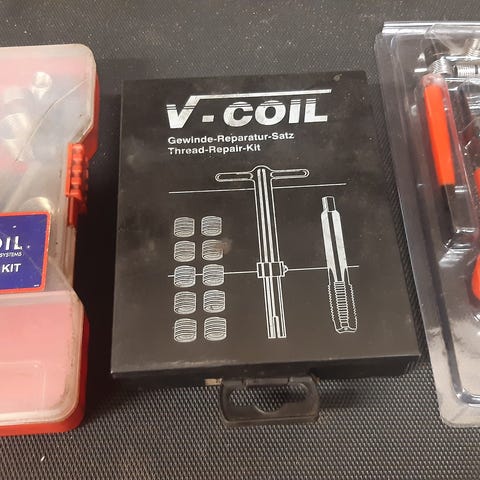 V-COIL
Gewinde-Reparatur-Satz
Thread-Repair-Kit
OIL
SYSTEMS
KIT